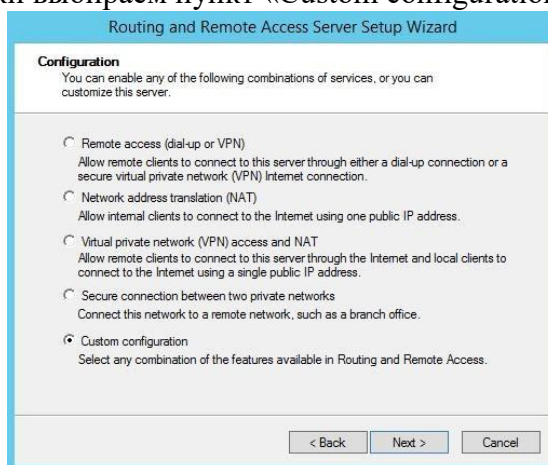 выбираем пункт «Custom configuration
Routing and Remote Access Server Setup Wizard
Configuration
You can enable any of the following combinations of services, or you can
customize this server.
Remote access (dial-up or VPN)
Allow remote clients to connect to this server through either a dial-up connection or a
secure virtual private network (VPN) Internet connection.
Network address translation (NAT)
Allow internal clients to connect to the Internet using one public IP address.
Virtual private network (VPN) access and NAT
Allow remote clients to connect to this server through the Internet and local clients to
connect to the Internet using a single public IP address.
Secure connection between two private networks
Connect this network to a remote network, such as a branch office.
Custom configuration
Select any combination of the features available in Routing and Remote Access.
< Back Next > Cancel